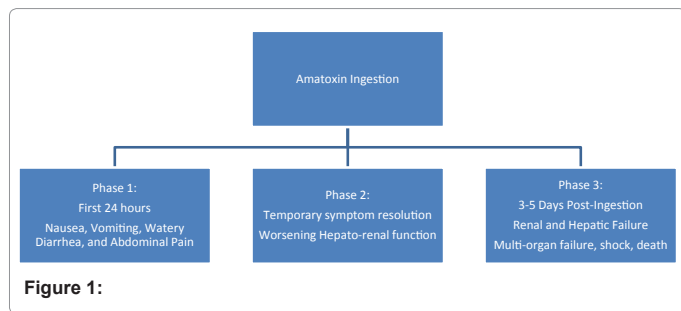 Amatoxin Ingestion
Phase 1:
First 24 hours
Nausea, Vomiting, Watery
Diarrhea, and Abdominal Pain
Phase 2:
Temporary symptom resolution
Worsening Hepato-renal function
Phase 3:
3-5 Days Post-Ingestion
Renal and Hepatic Failure
Multi-organ failure, shock, death
Figure 1: